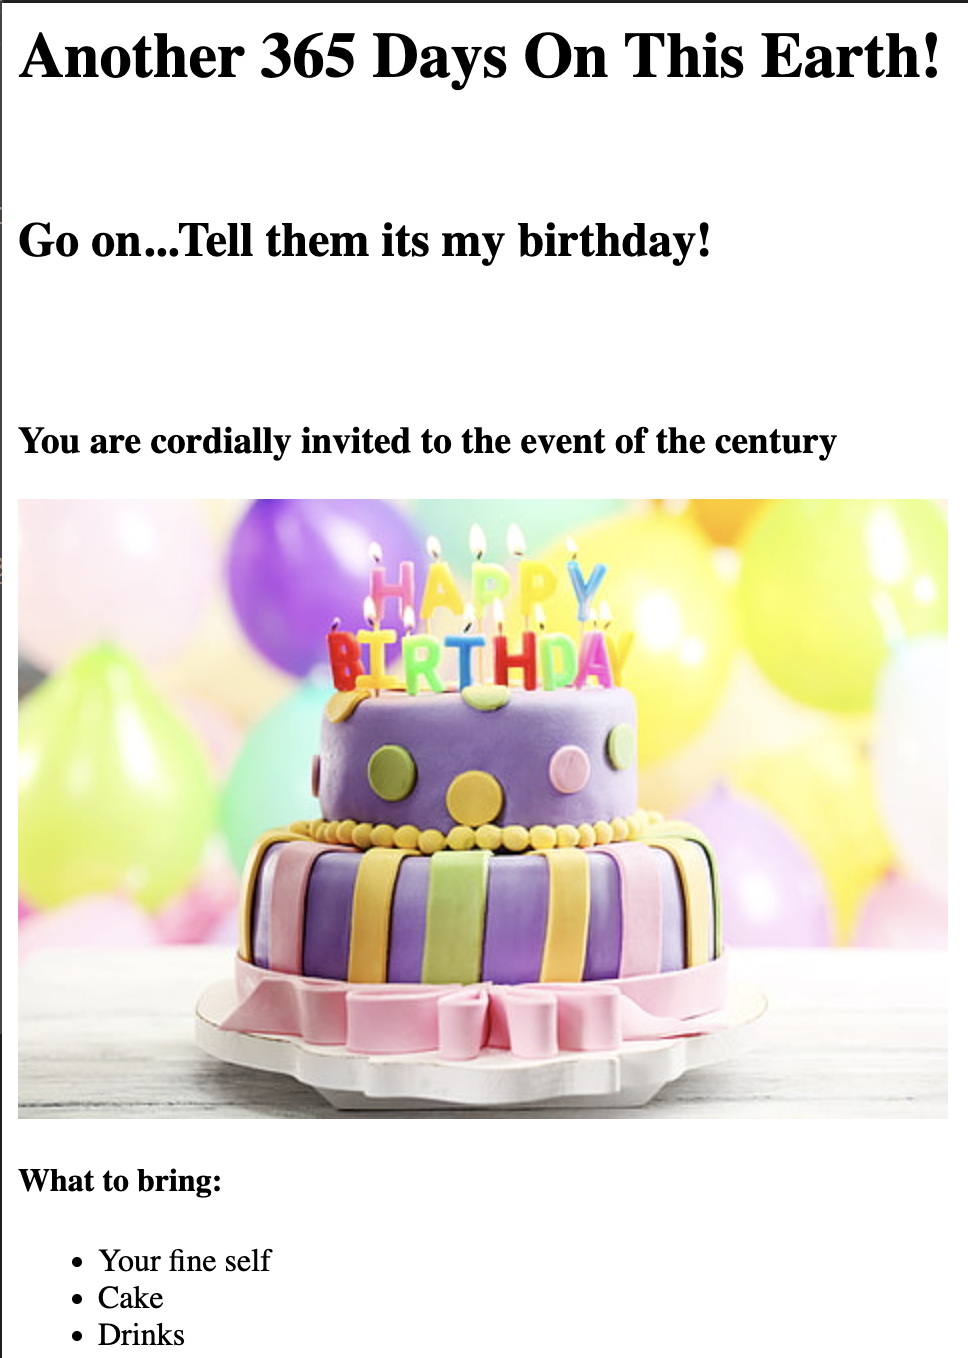 Another 365 Days On This Earth!
Go on...Tell them its my birthday!
You are cordially invited to the event of the century
HAPPY
BIRTHDAY
What to bring:
Your fine self
Cake
Drinks